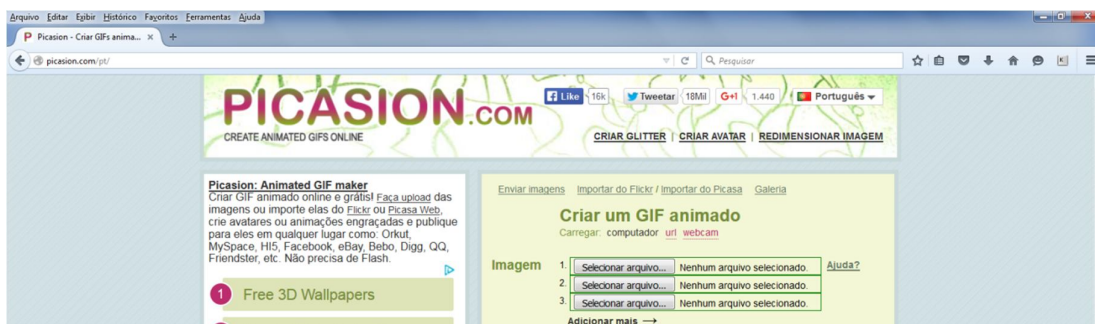 Arquivo Editar Exibir Histórico Favoritos Ferramentas Ajuda
P Picasion - Criar GIFs anima... × +
picasion.com/pt/
Pesquisar
PICASION.COM
CREATE ANIMATED GIFS ONLINE
Like 16k Tweetar 18Mil G+1 1.440 Português
CRIAR GLITTER | CRIAR AVATAR | REDIMENSIONAR IMAGEM
Picasion: Animated GIF maker
Criar GIF animado online e grátis! Faça upload das
imagens ou importe elas do Flickr ou Picasa Web,
crie avatares ou animações engraçadas e publique
para eles em qualquer lugar como: Orkut,
MySpace, HI5, Facebook, eBay, Bebo, Digg, QQ,
Friendster, etc. Não precisa de Flash.
1 Free 3D Wallpapers
Enviar imagens Importar do Flickr / Importar do Picasa Galeria
Criar um GIF animado
Carregar: computador url webcam
Imagem 1. Selecionar arquivo... Nenhum arquivo selecionado. Ajuda?
2. Selecionar arquivo... Nenhum arquivo selecionado.
3. Selecionar arquivo... Nenhum arquivo selecionado.
Adicionar mais →